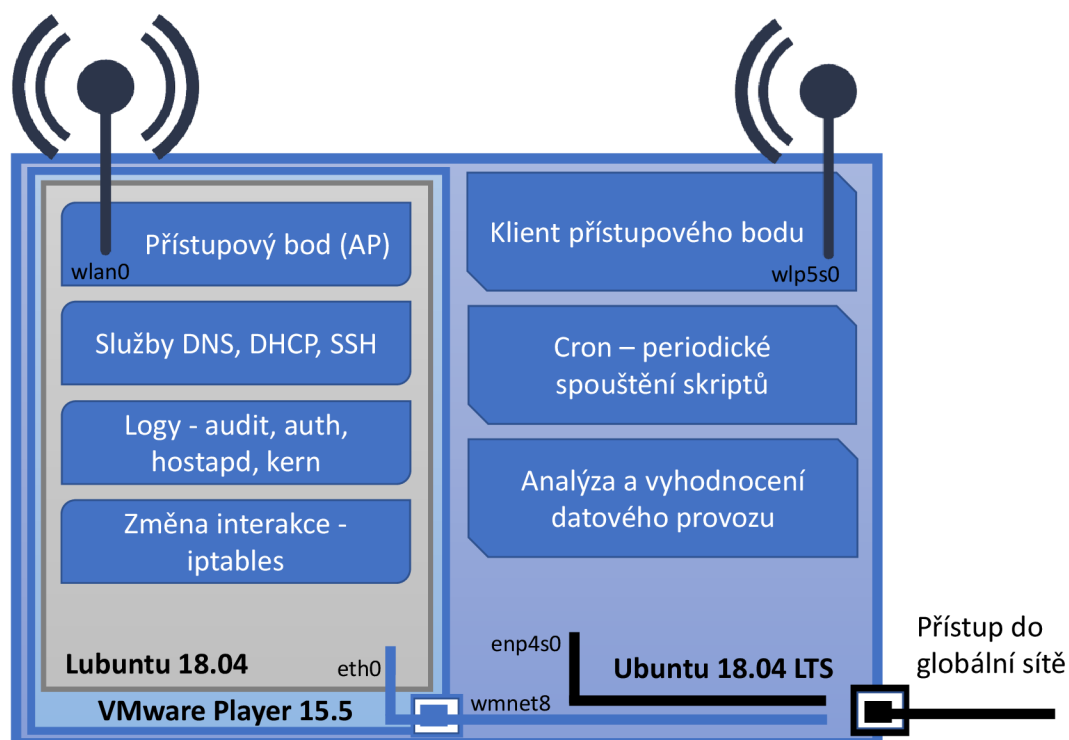 Přístupový bod (AP)
wlan0
Služby DNS, DHCP, SSH
Logy - audit, auth,
hostapd, kern
Změna interakce -
iptables
Lubuntu 18.04
eth0
VMware Player 15.5
Klient přístupového bodu
wlp5s0
Cron – periodické
spouštění skriptů
Analýza a vyhodnocení
datového provozu
enp4s0
Ubuntu 18.04 LTS
wmnet8
Přístup do
globální sítě